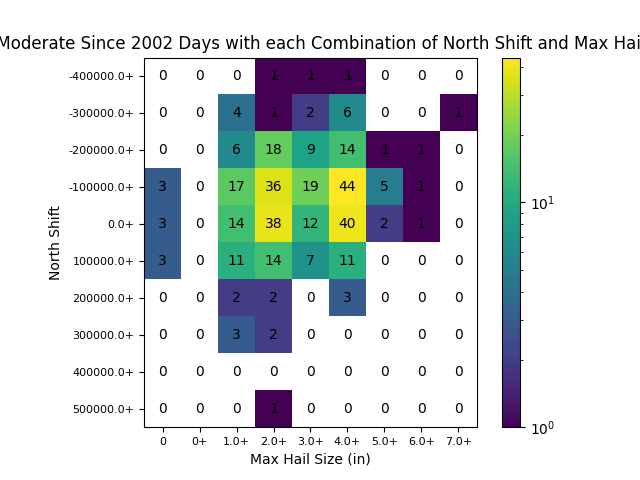 Moderate Since 2002 Days with each Combination of North Shift and Max Hai
-400000.0+ 0 0 0 1 1 1 0 0 0
-300000.0+ 0 0 4 1 2 6 0 0 1
-200000.0+ 0 0 6 18 9 14 1 1 0
-100000.0+ 3 0 17 36 19 44 5 1 0
0.0+ 3 0 14 38 12 40 2 1 0
100000.0+ 3 0 11 14 7 11 0 0 0
200000.0+ 0 0 2 2 0 3 0 0 0
300000.0+ 0 0 3 2 0 0 0 0 0
400000.0+ 0 0 0 0 0 0 0 0 0
500000.0+ 0 0 0 1 0 0 0 0 0
0 0+ 1.0+ 2.0+ 3.0+ 4.0+ 5.0+ 6.0+ 7.0+
Max Hail Size (in)
North Shift
10¹
10⁰